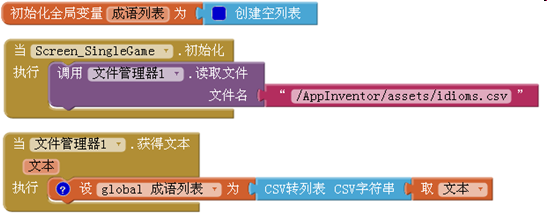 初始化全局变量 成语列表 为 创建空列表
当 Screen_SingleGame .初始化
执行 调用 文件管理器1 .读取文件
文件名 “ /AppInventor/assets/idioms.csv ”
当 文件管理器1 .获得文本
文本
执行 ? 设 global 成语列表 为 CSV转列表 CSV字符串 取 文本